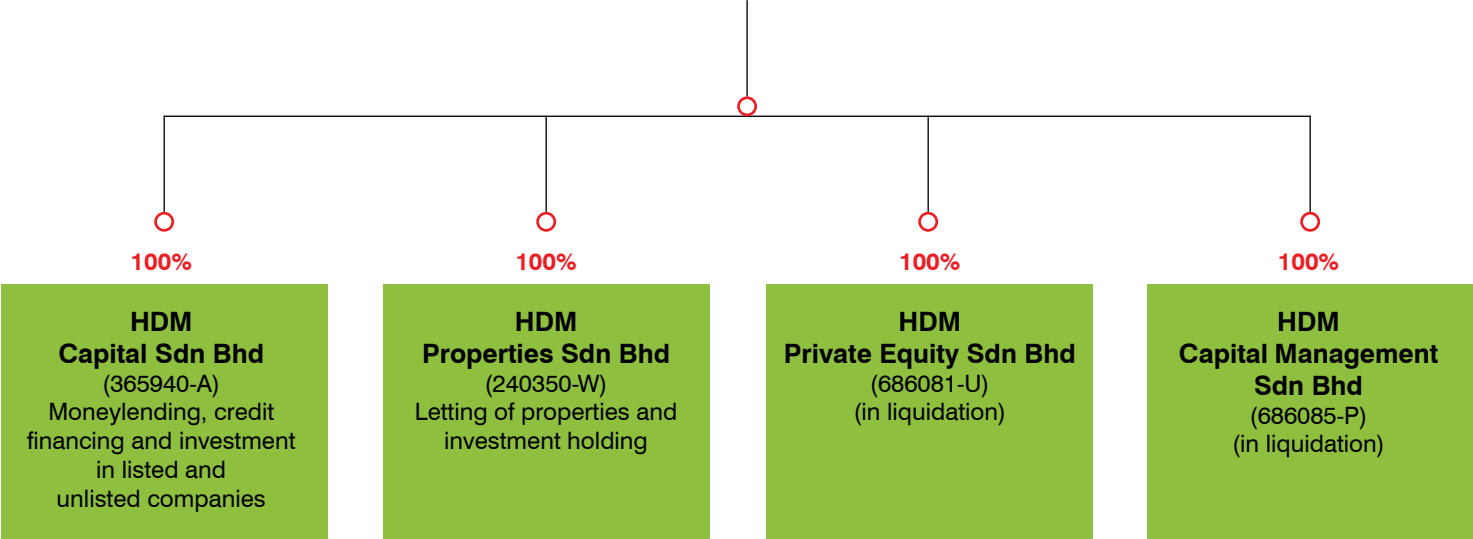 100%
HDM
Capital Sdn Bhd
(365940-A)
Moneylending, credit
financing and investment
in listed and
unlisted companies
100%
HDM
Properties Sdn Bhd
(240350-W)
Letting of properties and
investment holding
100%
HDM
Private Equity Sdn Bhd
(686081-U)
(in liquidation)
100%
HDM
Capital Management
Sdn Bhd
(686085-P)
(in liquidation)